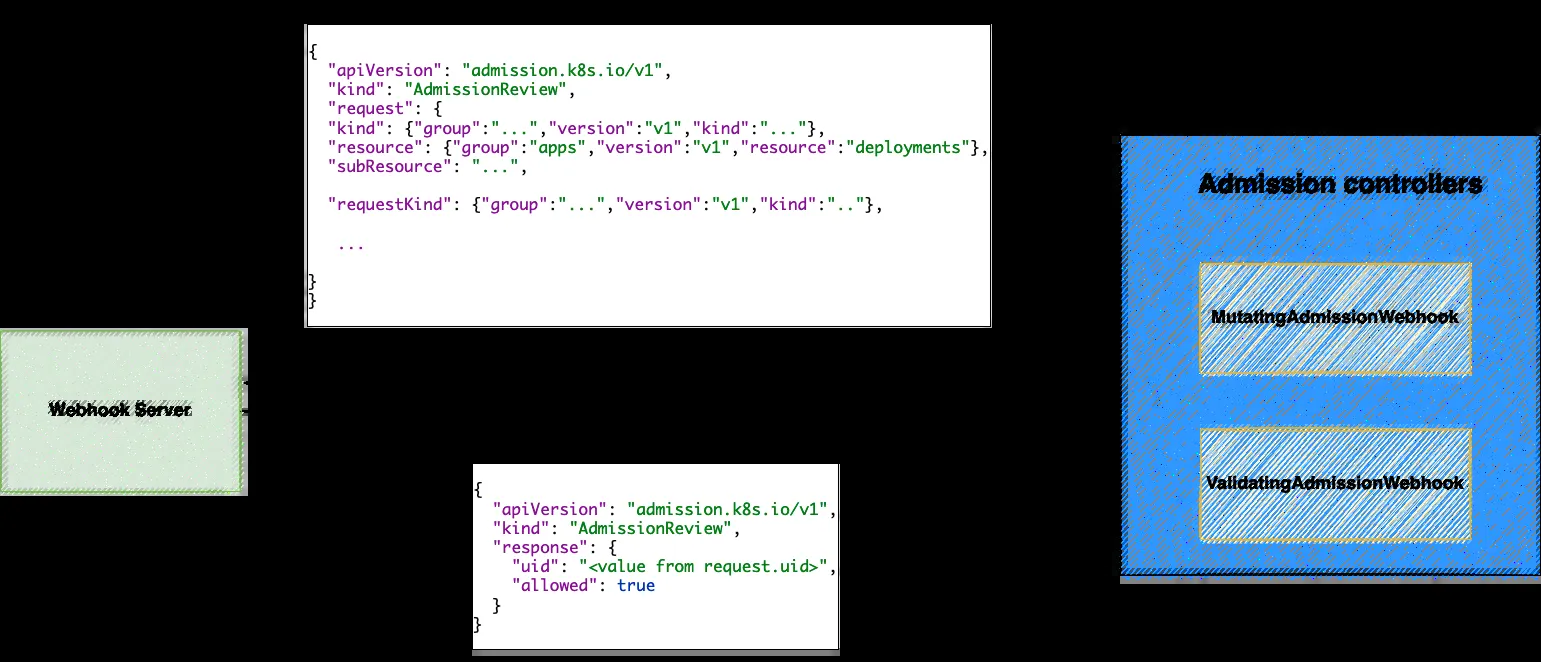 {
"apiVersion": "admission.k8s.io/v1",
"kind": "AdmissionReview",
"request": {
"kind": {"group":"...","version":"v1","kind":"..."},
"resource": {"group":"apps","version":"v1","resource":"deployments"},
"subResource": "...",
"requestKind": {"group":"...","version":"v1","kind":".."},
...
}
}
Admission controllers
MutatingAdmissionWebhook
Webhook Server
ValidatingAdmissionWebhook
{
"apiVersion": "admission.k8s.io/v1",
"kind": "AdmissionReview",
"response": {
"uid": "<value from request.uid>",
"allowed": true
}
}